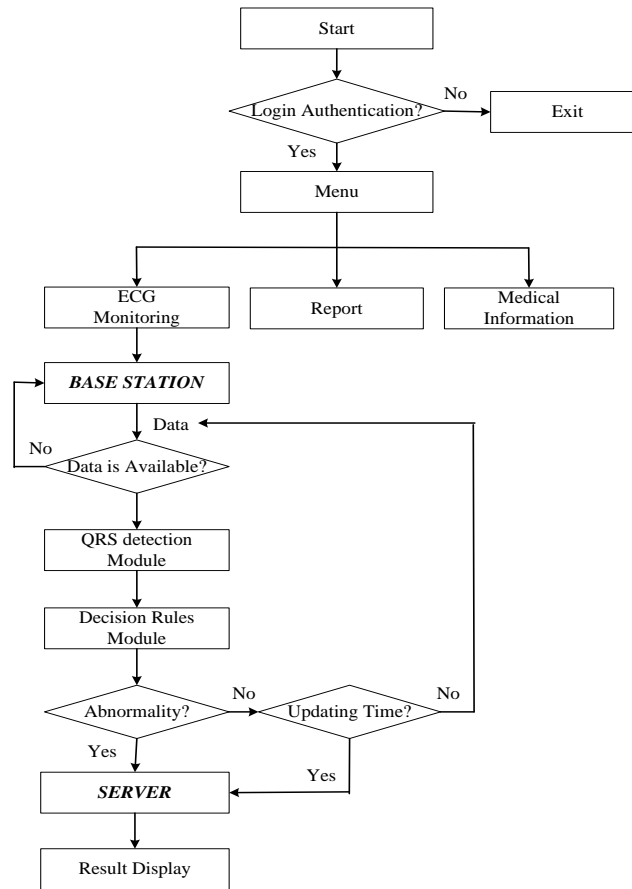 Start
Login Authentication?
No
Exit
Yes
Menu
ECG
Monitoring
Report
Medical
Information
BASE STATION
Data
No
Data is Available?
QRS detection
Module
Decision Rules
Module
Abnormality?
No
Updating Time?
No
Yes
Yes
SERVER
Result Display